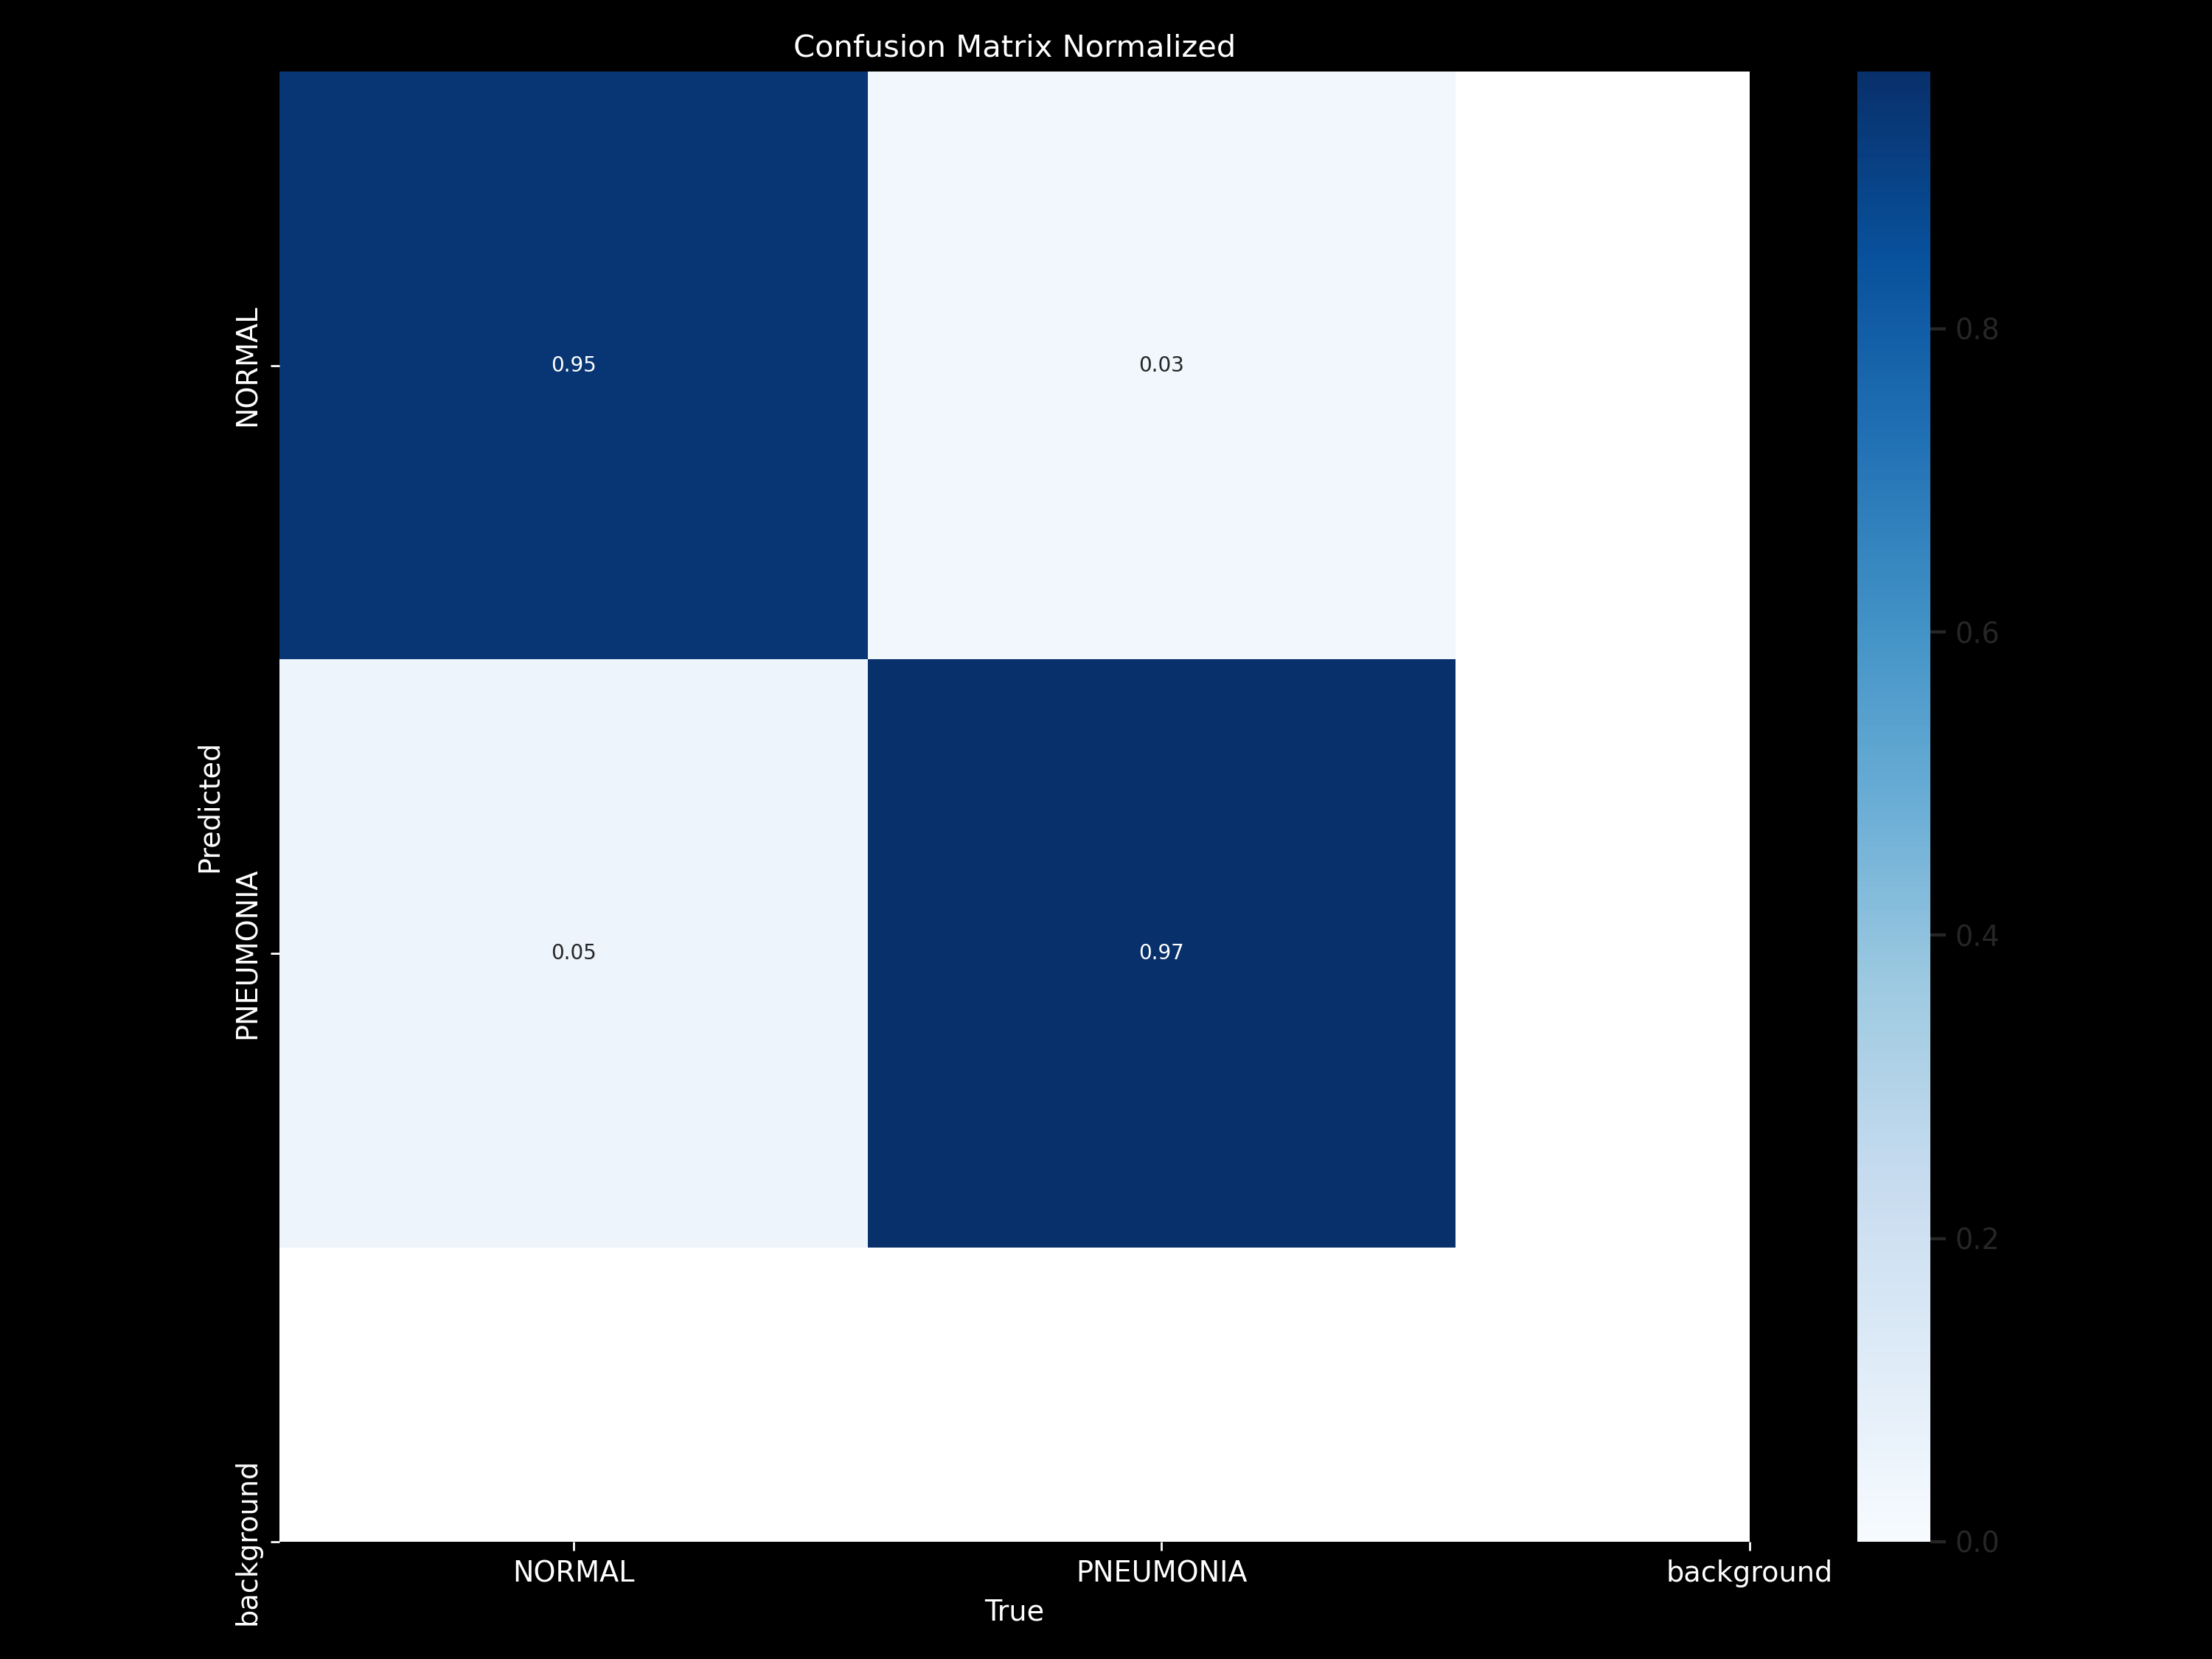 Confusion Matrix Normalized
NORMAL
0.95
0.03
0.8
0.6
Predicted
PNEUMONIA
0.05
0.97
0.4
0.2
background
0.0
NORMAL
PNEUMONIA
background
True